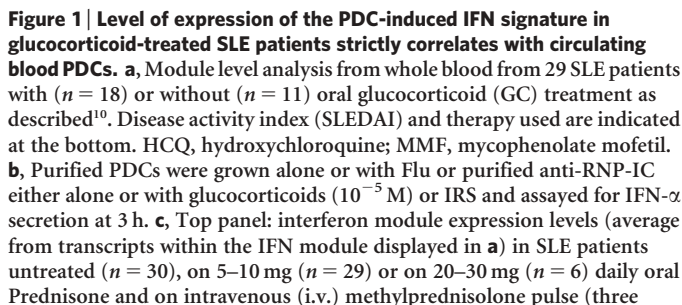 Figure 1 | Level of expression of the PDC-induced IFN signature in
glucocorticoid-treated SLE patients strictly correlates with circulating
blood PDCs. a, Module level analysis from whole blood from 29 SLE patients
with (n = 18) or without (n = 11) oral glucocorticoid (GC) treatment as
described¹⁰. Disease activity index (SLEDAI) and therapy used are indicated
at the bottom. HCQ, hydroxychloroquine; MMF, mycophenolate mofetil.
b, Purified PDCs were grown alone or with Flu or purified anti-RNP-IC
either alone or with glucocorticoids (10⁻⁵ M) or IRS and assayed for IFN-α
secretion at 3 h. c, Top panel: interferon module expression levels (average
from transcripts within the IFN module displayed in a) in SLE patients
untreated (n = 30), on 5–10 mg (n = 29) or on 20–30 mg (n = 6) daily oral
Prednisone and on intravenous (i.v.) methylprednisolone pulse (three